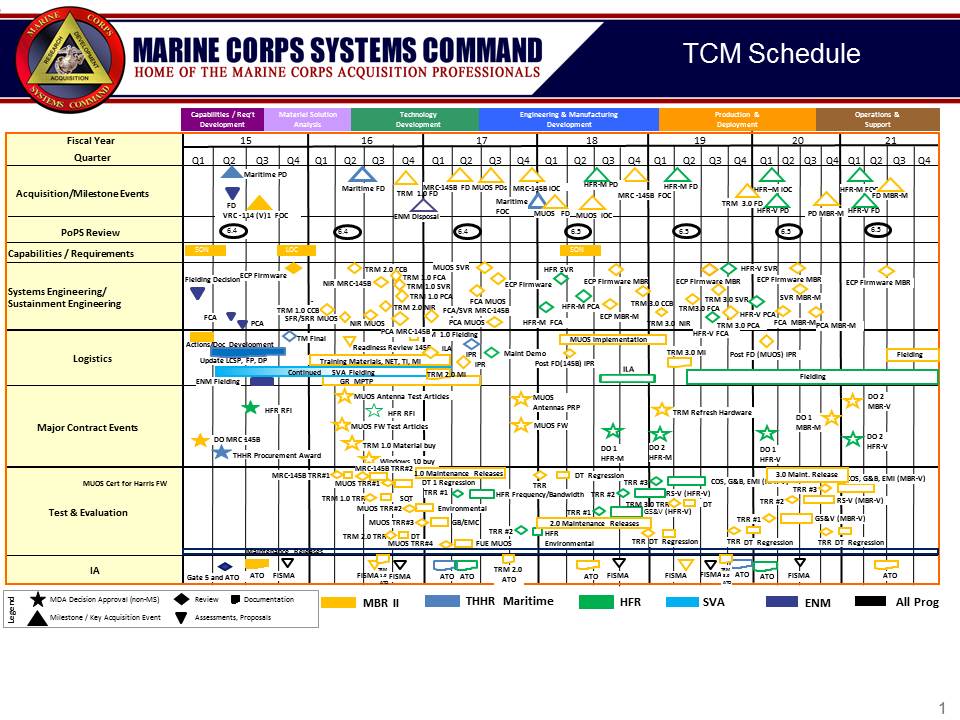 MARINE CORPS
RESEARCH
DEVELOPMENT
ACQUISITION
SYSTEMS COMMAND
MARINE CORPS SYSTEMS COMMAND
HOME OF THE MARINE CORPS ACQUISITION PROFESSIONALS
TCM Schedule
Capabilities / Req't Development
Materiel Solution Analysis
Technology Development
Engineering & Manufacturing Development
Production & Deployment
Operations & Support
Fiscal Year 15 16 17 18 19 20 21
Quarter Q1 Q2 Q3 Q4 Q1 Q2 Q3 Q4 Q1 Q2 Q3 Q4 Q1 Q2 Q3 Q4 Q1 Q2 Q3 Q4 Q1 Q2 Q3 Q4 Q1 Q2 Q3 Q4
Acquisition/Milestone Events
Maritime PD
FD
VRC -114 (V)1 FOC
Maritime FD
TRM 1.0 FD
ENM Disposal
MRC-145B FD MUOS PDs
MRC-145B IOC
Maritime FOC
MUOS FD
MUOS IOC
HFR-M PD
MRC -145B FOC
HFR-M FD
TRM 3.0 FD
HFR-M IOC
HFR-V PD
PD MBR-M
HFR-M FOC
FD MBR-M
HFR-V FD
PoPS Review 6.4 6.4 6.4 6.5 6.5 6.5 6.5
Capabilities / Requirements SON LOC SON
Systems Engineering/ Sustainment Engineering
Fielding Decision
ECP Firmware
FCA
PCA
TRM 1.0 CCB
SFR/SRR MUOS
NIR MRC-145B
TRM 2.0 CCB
TRM 1.0 FCA
TRM 1.0 SVR
TRM 1.0 PCA
TRM 2.0 NIR
NIR MUOS
MUOS SVR
FCA MUOS
FCA/SVR MRC-145B
PCA MUOS
PCA MRC-145B
ECP Firmware
HFR SVR
HFR-M PCA
HFR-M FCA
ECP Firmware MBR
ECP MBR-M
TRM 3.0 CCB
TRM 3.0 NIR
ECP Firmware MBR
TRM 3.0 SVR
TRM3.0 FCA
TRM 3.0 PCA
HFR-V SVR
HFR-V PCA
HFR-V FCA
ECP Firmware MBR
SVR MBR-M
FCA MBR-M
PCA MBR-M
ECP Firmware MBR
Logistics
Actions/Doc Development
Update LCSP, FP, DP
Continued SVA Fielding
ENM Fielding
TM Final
Readiness Review 145B
Training Materials, NET, TI, MI
GR MPTP
1.0 Fielding
ILA
IPR
IPR
TRM 2.0 MI
Maint Demo
MUOS Implementation
Post FD(145B) IPR
ILA
TRM 3.0 MI
Post FD (MUOS) IPR
Fielding
Fielding
Major Contract Events
HFR RFI
DO MRC 145B
THHR Procurement Award
MUOS Antenna Test Articles
HFR RFI
MUOS FW Test Articles
TRM 1.0 Material buy
Windows 10 buy
MUOS Antennas PRP
MUOS FW
DO 1 HFR-M
DO 2 HFR-M
TRM Refresh Hardware
DO 1 HFR-V
DO 1 MBR-M
DO 2 MBR-V
DO 2 HFR-V
Test & Evaluation
MUOS Cert for Harris FW
MRC-145B TRR#1
MRC-145B TRR#2
MUOS TRR#1
TRM 1.0 TRR
SQT
MUOS TRR#2
MUOS TRR#3
TRM 2.0 TRR
DT
MUOS TRR#4
1.0 Maintenance Releases
DT 1 Regression
TRR #1
HFR Frequency/Bandwidth
Environmental
GB/EMC
FUE MUOS
TRR #2
HFR Environmental
TRR
DT Regression
TRR #2
TRR #1
2.0 Maintenance Releases
TRR #3
COS, G&B, EMI (HFR-V)
RS-V (HFR-V)
TRM 3.0 TRR
DT
GS&V (HFR-V)
TRR DT Regression
3.0 Maint. Release
TRR #3
COS, G&B, EMI (MBR-V)
TRR #2
RS-V (MBR-V)
TRR #1
GS&V (MBR-V)
TRR DT Regression
TRR DT Regression
Maintenance Releases
IA
Gate 5 and ATO
ATO
FISMA
FISMA
FISMA
ATO
ATO
TRM 2.0 ATO
ATO
FISMA
FISMA
FISMA
ATO
ATO
FISMA
ATO
Legend
MDA Decision Approval (non-MS)
Review
Documentation
Milestone / Key Acquisition Event
Assessments, Proposals
MBR II
THHR Maritime
HFR
SVA
ENM
All Prog
1